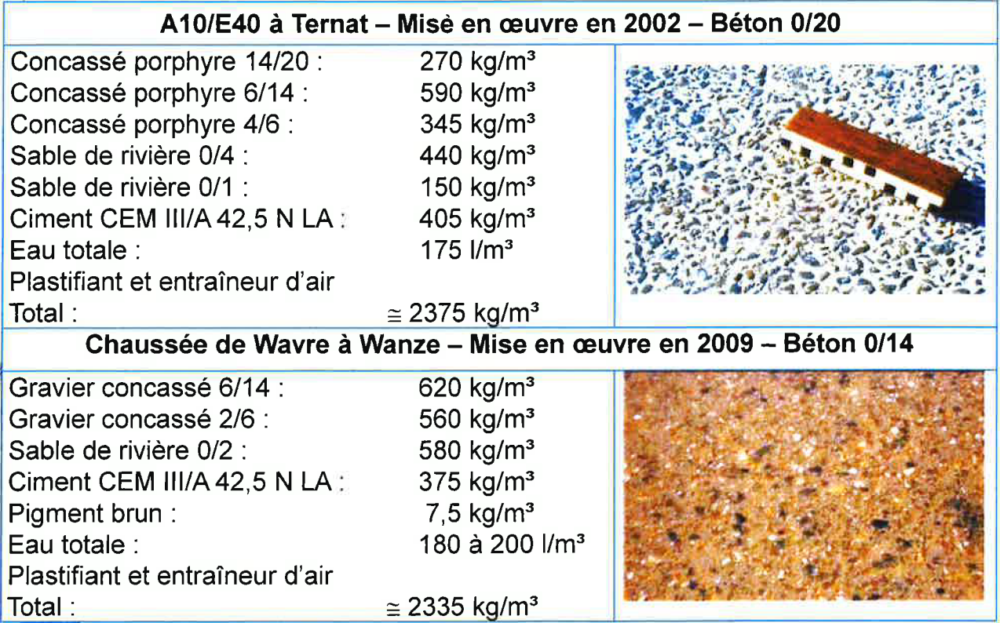 A10/E40 à Ternat – Misè en œuvre en 2002 – Béton 0/20
Concassé porphyre 14/20 : 270 kg/m³
Concassé porphyre 6/14 : 590 kg/m³
Concassé porphyre 4/6 : 345 kg/m³
Sable de rivière 0/4 : 440 kg/m³
Sable de rivière 0/1 : 150 kg/m³
Ciment CEM III/A 42,5 N LA : 405 kg/m³
Eau totale : 175 l/m³
Plastifiant et entraîneur d'air
Total : ≅ 2375 kg/m³
Chaussée de Wavre à Wanze – Mise en œuvre en 2009 – Béton 0/14
Gravier concassé 6/14 : 620 kg/m³
Gravier concassé 2/6 : 560 kg/m³
Sable de rivière 0/2 : 580 kg/m³
Ciment CEM III/A 42,5 N LA : 375 kg/m³
Pigment brun : 7,5 kg/m³
Eau totale : 180 à 200 l/m³
Plastifiant et entraîneur d'air
Total : ≅ 2335 kg/m³